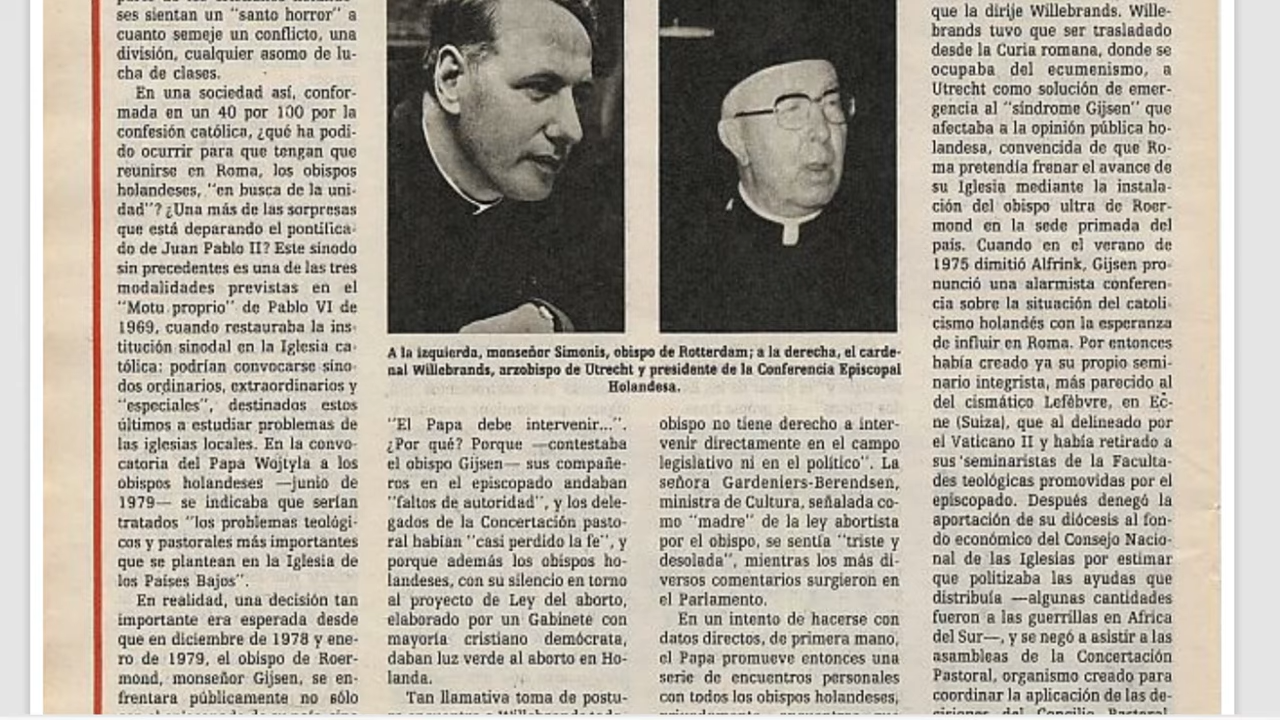 ses sientan un "santo horror" a
cuanto semeje un conflicto, una
división, cualquier asomo de lu-
cha de clases.
En una sociedad así, confor-
mada en un 40 por 100 por la
confesión católica, ¿qué ha podi-
do ocurrir para que tengan que
reunirse en Roma, los obispos
holandeses, "en busca de la uni-
dad"? ¿Una más de las sorpresas
que está deparando el pontifica-
do de Juan Pablo II? Este sínodo
sin precedentes es una de las tres
modalidades previstas en el
"Motu proprio" de Pablo VI de
1969, cuando restauraba la ins-
titución sinodal en la Iglesia ca-
tólica: podrían convocarse síno-
dos ordinarios, extraordinarios y
"especiales", destinados estos
últimos a estudiar problemas de
las iglesias locales. En la convo-
catoria del Papa Wojtyla a los
obispos holandeses —junio de
1979— se indicaba que serían
tratados "los problemas teológi-
cos y pastorales más importantes
que se plantean en la Iglesia de
los Países Bajos".
En realidad, una decisión tan
importante era esperada desde
que en diciembre de 1978 y ene-
ro de 1979, el obispo de Roer-
mond, monseñor Gijsen, se en-
frentara públicamente no sólo
A la izquierda, monseñor Simonis, obispo de Rotterdam; a la derecha, el carde-
nal Willebrands, arzobispo de Utrecht y presidente de la Conferencia Episcopal
Holandesa.
"El Papa debe intervenir...".
¿Por qué? Porque —contestaba
el obispo Gijsen— sus compañe-
ros en el episcopado andaban
"faltos de autoridad", y los dele-
gados de la Concertación pasto-
ral habían "casi perdido la fe", y
porque además los obispos ho-
landeses, con su silencio en torno
al proyecto de Ley del aborto,
elaborado por un Gabinete con
mayoría cristiano demócrata,
daban luz verde al aborto en Ho-
landa.
Tan llamativa toma de postu-
obispo no tiene derecho a inter-
venir directamente en el campo
legislativo ni en el político". La
señora Gardeniers-Berendsen,
ministra de Cultura, señalada co-
mo "madre" de la ley abortista
por el obispo, se sentía "triste y
desolada", mientras los más di-
versos comentarios surgieron en
el Parlamento.
En un intento de hacerse con
datos directos, de primera mano,
el Papa promueve entonces una
serie de encuentros personales
con todos los obispos holandeses,
que la dirije Willebrands. Wille-
brands tuvo que ser trasladado
desde la Curia romana, donde se
ocupaba del ecumenismo, a
Utrecht como solución de emer-
gencia al "síndrome Gijsen" que
afectaba a la opinión pública ho-
landesa, convencida de que Ro-
ma pretendía frenar el avance de
su Iglesia mediante la instala-
ción del obispo ultra de Roer-
mond en la sede primada del
país. Cuando en el verano de
1975 dimitió Alfrink, Gijsen pro-
nunció una alarmista conferen-
cia sobre la situación del catoli-
cismo holandés con la esperanza
de influir en Roma. Por entonces
había creado ya su propio semi-
nario integrista, más parecido al
del cismático Lefèbvre, en Ec-
ne (Suiza), que al delineado por
el Vaticano II y había retirado a
sus seminaristas de la Faculta-
des teológicas promovidas por el
episcopado. Después denegó la
aportación de su diócesis al fon-
do económico del Consejo Nacio-
nal de las Iglesias por estimar
que politizaba las ayudas que
distribuía —algunas cantidades
fueron a las guerrillas en Africa
del Sur—, y se negó a asistir a las
asambleas de la Concertación
Pastoral, organismo creado para
coordinar la aplicación de las de-